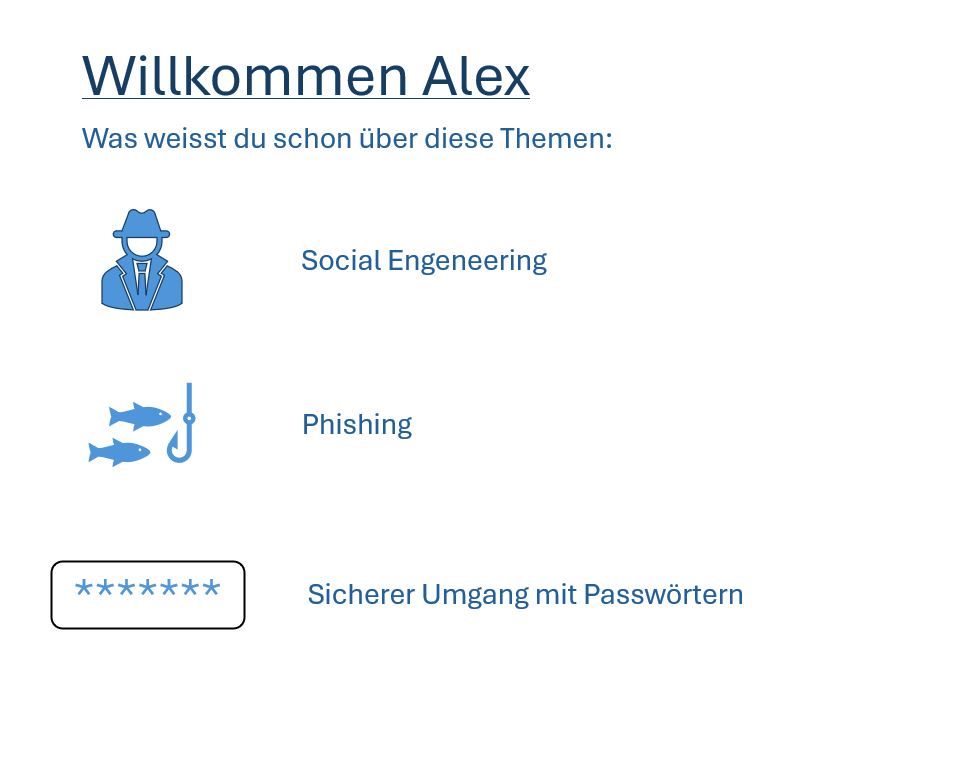 Willkommen Alex
Was weisst du schon über diese Themen:
Social Engeneering
Phishing
*******
Sicherer Umgang mit Passwörtern